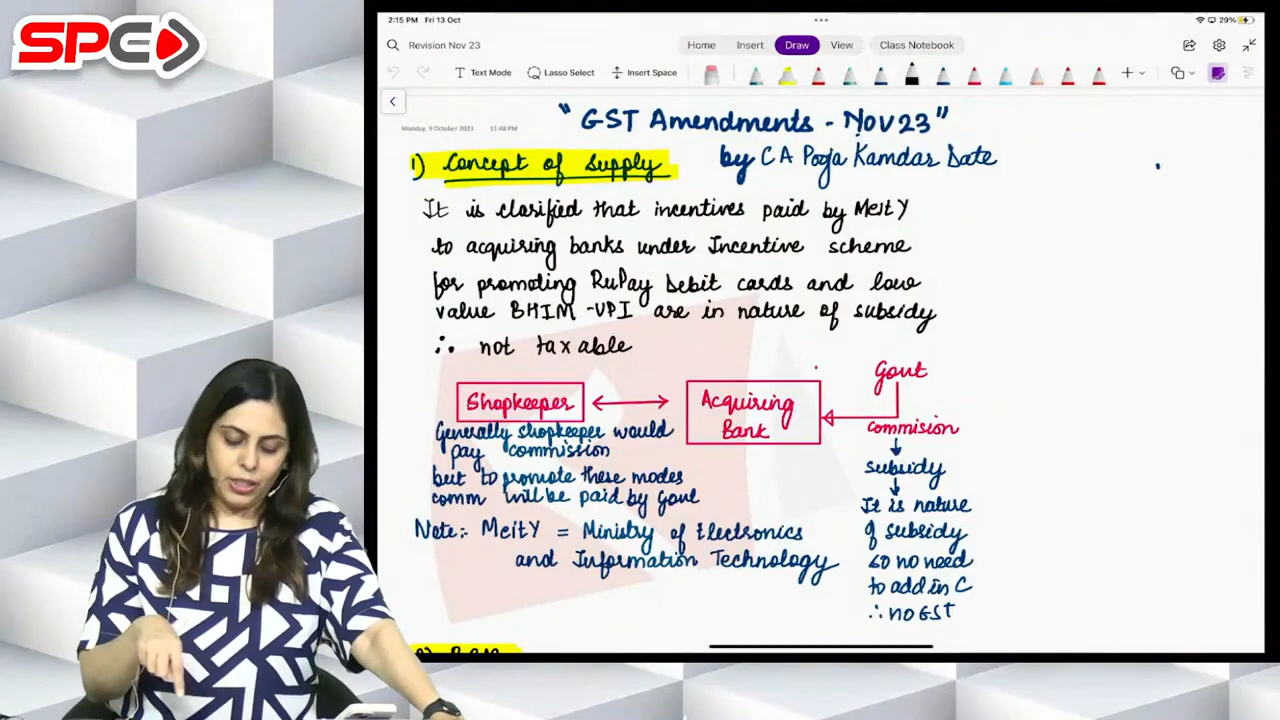 SPC
2:15 PM Fri 13 Oct
29%
Revision Nov 23
Home Insert Draw View Class Notebook
Text Mode Lasso Select Insert Space
Monday, 9 October 2023 11:48 PM
"GST Amendments - Nov 23"
by CA Pooja Kamdar Date
1) Concept of Supply
It is clarified that incentives paid by MeitY
to acquiring banks under Incentive scheme
for promoting RuPay Debit cards and low
value BHIM-UPI are in nature of subsidy
∴ not taxable
Shopkeeper
Acquiring
Bank
Govt
commision
subsidy
It is nature
of subsidy
so no need
to add in C
∴ no GST
Generally shopkeeper would
pay commission
but to promote these modes
comm will be paid by Govt
Note:- MeitY = Ministry of Electronics
and Information Technology